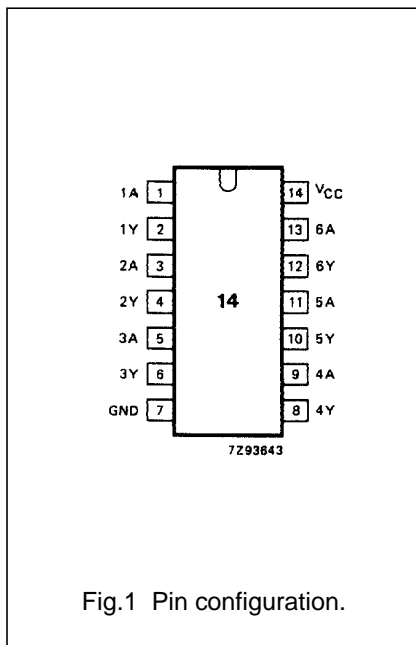 1A 1 14 VCC
1Y 2 13 6A
2A 3 12 6Y
2Y 4 14 11 5A
3A 5 10 5Y
3Y 6 9 4A
GND 7 8 4Y
7Z93643
Fig.1 Pin configuration.